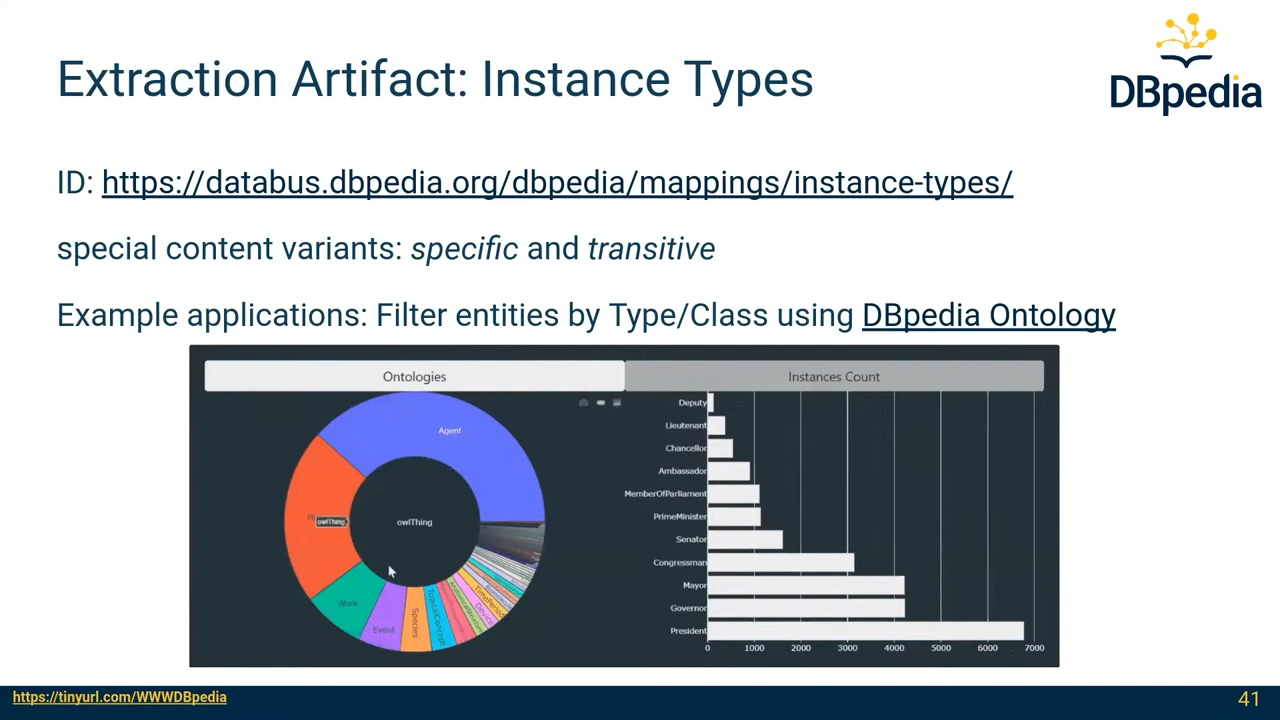 Extraction Artifact: Instance Types
DBpedia
ID: https://databus.dbpedia.org/dbpedia/mappings/instance-types/
special content variants: specific and transitive
Example applications: Filter entities by Type/Class using DBpedia Ontology
Ontologies
Instances Count
Agent
owlThing
owlThing
Work
Event
Species
TopicalConcept
Device
TimePeriod
Deputy
Lieutenant
Chancellor
Ambassador
MemberOfParliament
PrimeMinister
Senator
Congressman
Mayor
Governor
President
0 1000 2000 3000 4000 5000 6000 7000
https://tinyurl.com/WWWDBpedia
41